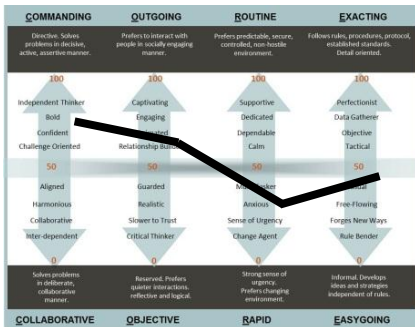 COMMANDING OUTGOING ROUTINE EXACTING
Directive. Solves problems in decisive, active, assertive manner.
Prefers to interact with people in socially engaging manner.
Prefers predictable, secure, controlled, non-hostile environment.
Follows rules, procedures, protocol, established standards. Detail oriented.
100 100 100 100
Independent Thinker Captivating Supportive Perfectionist
Bold Engaging Dedicated Data Gatherer
Confident Dependable Objective
Challenge Oriented Relationship Calm Tactical
50 50 50 50
Aligned Guarded
Harmonious Realistic Anxious Free-Flowing
Collaborative Slower to Trust Sense of Urgency Forges New Ways
Inter-dependent Critical Thinker Change Agent Rule Bender
0 0 0 0
Solves problems in deliberate, collaborative manner.
Reserved. Prefers quieter interactions. reflective and logical.
Strong sense of urgency. Prefers changing environment.
Informal. Develops ideas and strategies independent of rules.
COLLABORATIVE OBJECTIVE RAPID EASYGOING